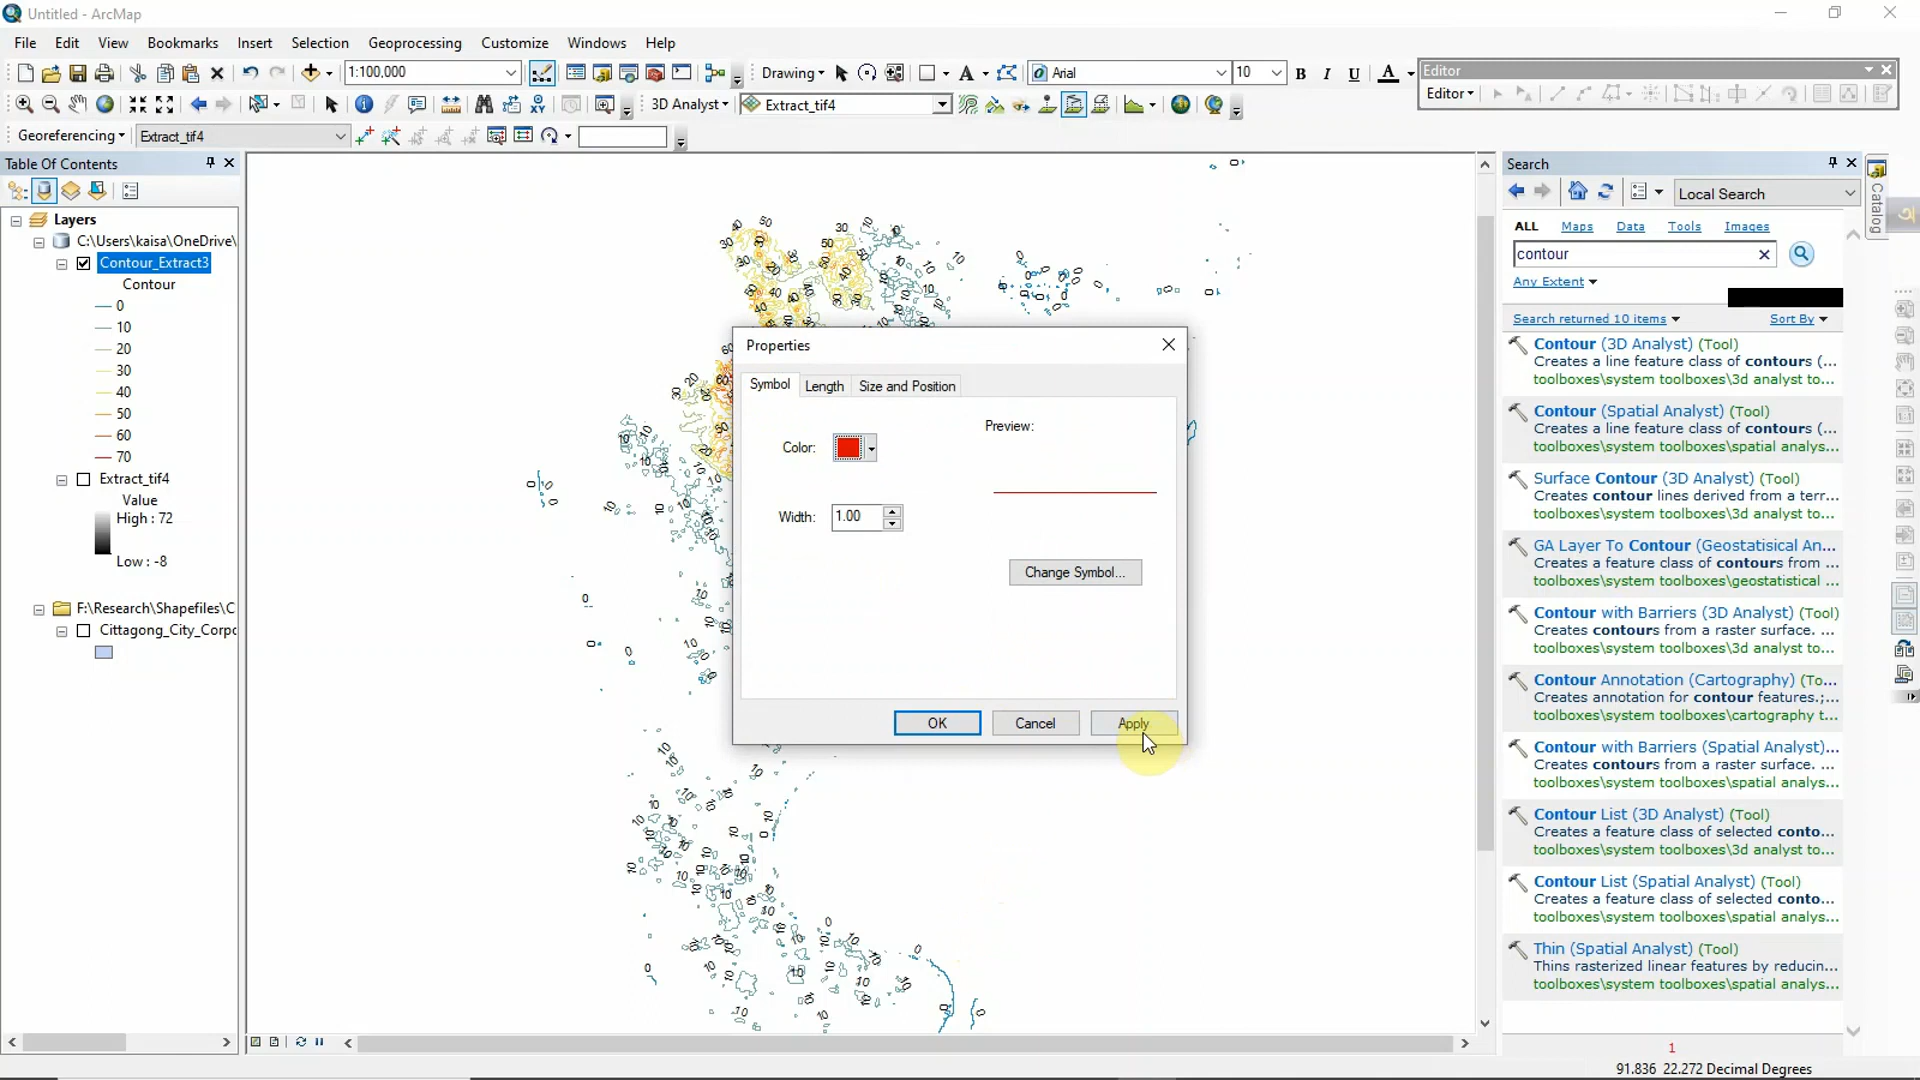 Untitled - ArcMap
File Edit View Bookmarks Insert Selection Geoprocessing Customize Windows Help
1:100,000 Drawing Arial 10 B I U A
Editor
Editor
3D Analyst Extract_tif4
Georeferencing Extract_tif4
Table Of Contents
Layers
C:\Users\kaisa\OneDrive\
Contour_Extract3
Contour
0
10
20
30
40
50
60
70
Extract_tif4
Value
High : 72
Low : -8
F:\Research\Shapefiles\C
Cittagong_City_Corpo
Properties
Symbol Length Size and Position
Color:
Preview:
Width: 1.00
Change Symbol...
OK Cancel Apply
Search
Local Search
ALL Maps Data Tools Images
contour
Any Extent
Search returned 10 items Sort By
Contour (3D Analyst) (Tool)
Creates a line feature class of contours (...
toolboxes\system toolboxes\3d analyst to...
Contour (Spatial Analyst) (Tool)
Creates a line feature class of contours (...
toolboxes\system toolboxes\spatial analys...
Surface Contour (3D Analyst) (Tool)
Creates contour lines derived from a terr...
toolboxes\system toolboxes\3d analyst to...
GA Layer To Contour (Geostatisical An...
Creates a feature class of contours from ...
toolboxes\system toolboxes\geostatistical ...
Contour with Barriers (3D Analyst) (Tool)
Creates contours from a raster surface. ...
toolboxes\system toolboxes\3d analyst to...
Contour Annotation (Cartography) (To...
Creates annotation for contour features.;...
toolboxes\system toolboxes\cartography t...
Contour with Barriers (Spatial Analyst)...
Creates contours from a raster surface. ...
toolboxes\system toolboxes\spatial analys...
Contour List (3D Analyst) (Tool)
Creates a feature class of selected conto...
toolboxes\system toolboxes\3d analyst to...
Contour List (Spatial Analyst) (Tool)
Creates a feature class of selected conto...
toolboxes\system toolboxes\spatial analys...
Thin (Spatial Analyst) (Tool)
Thins rasterized linear features by reducin...
toolboxes\system toolboxes\spatial analys...
1
Catalog
91.836 22.272 Decimal Degrees